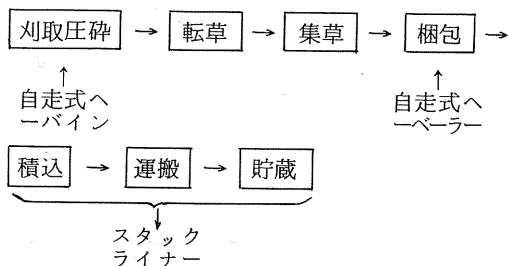 刈取圧砕 → 転草 → 集草 → 梱包 →
↑ ↑
自走式ヘ 自走式ヘ
ーバイン ーベーラー
積込 → 運搬 → 貯蔵
スタック
ライナー